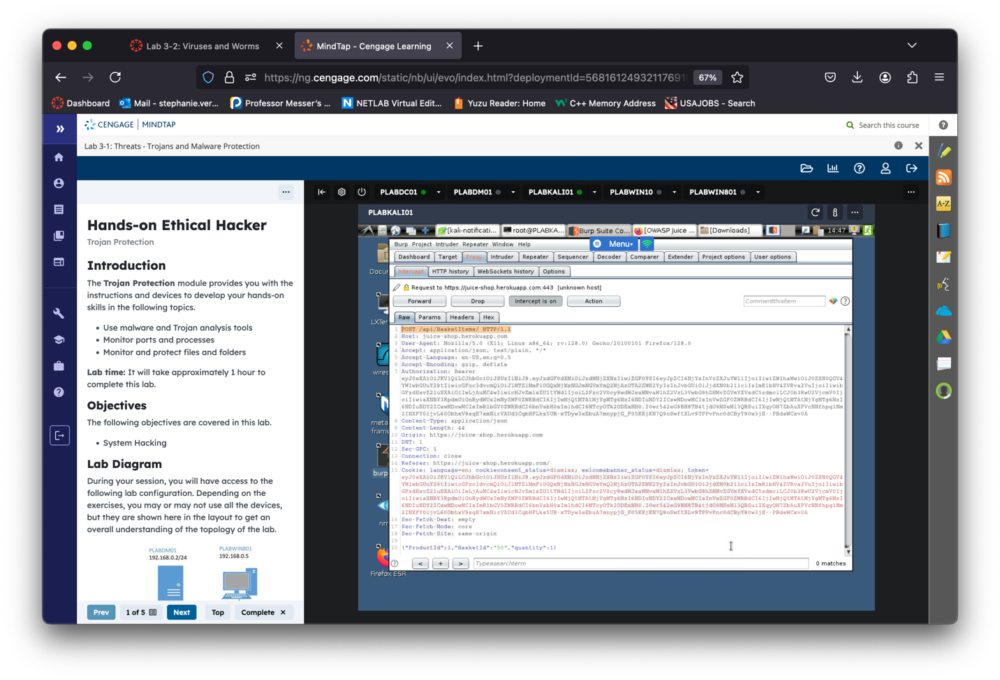 Lab 3-2: Viruses and Worms
MindTap - Cengage Learning
https://ng.cengage.com/static/nb/ui/evo/index.html?deploymentId=5681612493211769
67%
Dashboard
Mail - stephanie.ver...
Professor Messer's ...
NETLAB Virtual Edit...
Yuzu Reader: Home
C++ Memory Address
USAJOBS - Search
CENGAGE | MINDTAP
Search this course
Lab 3-1: Threats - Trojans and Malware Protection
PLABDC01
PLABDM01
PLABKALI01
PLABWIN10
PLABWIN801
Hands-on Ethical Hacker
Trojan Protection
Introduction
The Trojan Protection module provides you with the
instructions and devices to develop your hands-on
skills in the following topics.
• Use malware and Trojan analysis tools
• Monitor ports and processes
• Monitor and protect files and folders
Lab time: It will take approximately 1 hour to
complete this lab.
Objectives
The following objectives are covered in this lab.
• System Hacking
Lab Diagram
During your session, you will have access to the
following lab configuration. Depending on the
exercises, you may or may not use all the devices,
but they are shown here in the layout to get an
overall understanding of the topology of the lab.
PLABDM01
192.168.0.2/24
PLABWIN801
192.168.0.5
Prev
1 of 5
Next
Top
Complete
PLABKALI01
[kali-notificati...
root@PLABKA...
Burp Suite Co...
[OWASP Juice ...
[Downloads]
14:47
Menu
Docur
LXTer
wires
meta
fram
burp
nm
Firefox ESR
Burp Project Intruder Repeater Window Help
Dashboard Target Proxy Intruder Repeater Sequencer Decoder Comparer Extender Project options User options
Intercept HTTP history WebSockets history Options
Request to https://juice-shop.herokuapp.com:443 [unknown host]
Forward
Drop
Intercept is on
Action
Commentthisitem
Raw Params Headers Hex
1 POST /api/BasketItems/ HTTP/1.1
2 Host: juice-shop.herokuapp.com
3 User-Agent: Mozilla/5.0 (X11; Linux x86_64; rv:128.0) Gecko/20100101 Firefox/128.0
4 Accept: application/json, text/plain, */*
5 Accept-Language: en-US,en;q=0.5
6 Accept-Encoding: gzip, deflate
7 Authorization: Bearer
8 Content-Type: application/json
9 Content-Length: 44
10 Origin: https://juice-shop.herokuapp.com
11 DNT: 1
12 Sec-GPC: 1
13 Connection: close
14 Referer: https://juice-shop.herokuapp.com/
15 Cookie: language=en; cookieconsent_status=dismiss; welcomebanner_status=dismiss; token=
16 Sec-Fetch-Dest: empty
17 Sec-Fetch-Mode: cors
18 Sec-Fetch-Site: same-origin
19
20 {"ProductId":1,"BasketId":"50","quantity":1}
< + >
Typeasearchterm
0 matches
A-Z